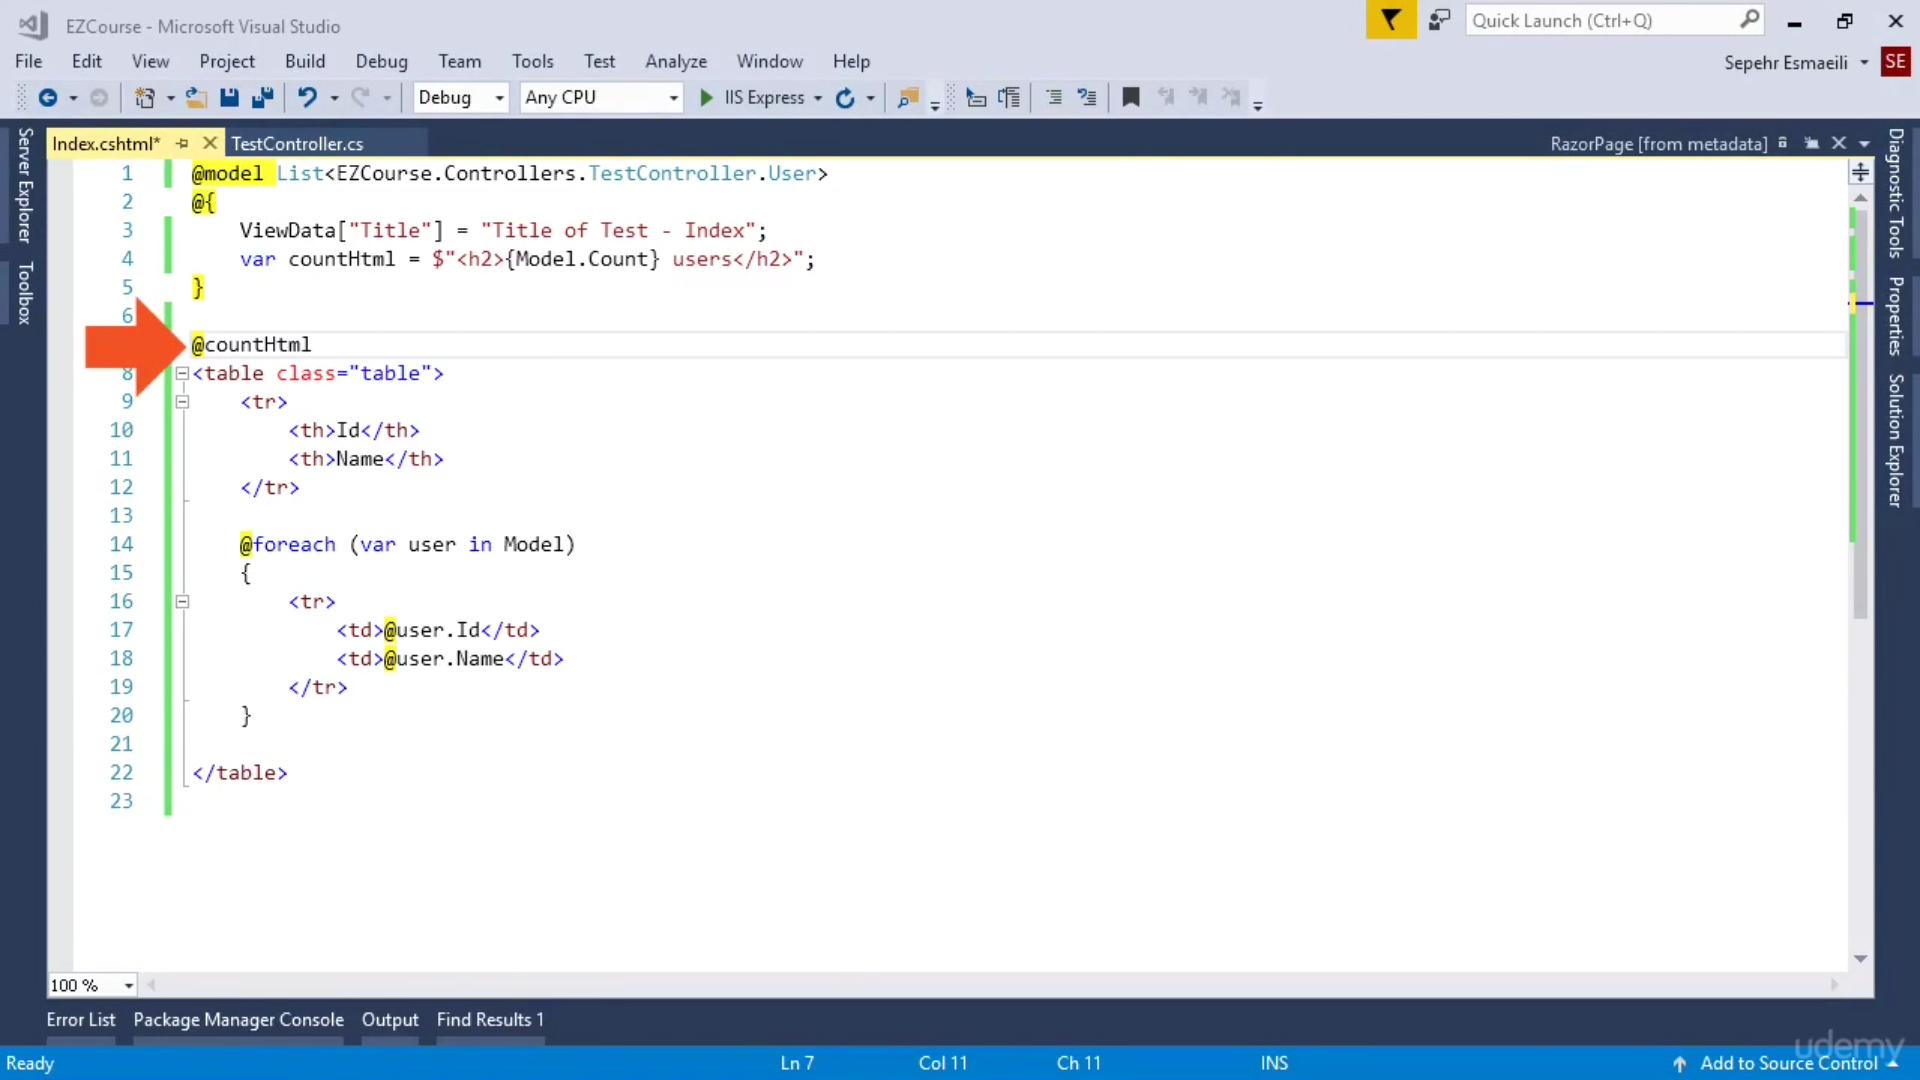 EZCourse - Microsoft Visual Studio
Quick Launch (Ctrl+Q)
File Edit View Project Build Debug Team Tools Test Analyze Window Help
Sepehr Esmaeili SE
Debug Any CPU IIS Express
Index.cshtml* TestController.cs RazorPage [from metadata]
Server Explorer
Toolbox
Diagnostic Tools
Properties
Solution Explorer
1 @model List<EZCourse.Controllers.TestController.User>
2 @{
3 ViewData["Title"] = "Title of Test - Index";
4 var countHtml = $"<h2>{Model.Count} users</h2>";
5 }
6
@countHtml
8 <table class="table">
9 <tr>
10 <th>Id</th>
11 <th>Name</th>
12 </tr>
13
14 @foreach (var user in Model)
15 {
16 <tr>
17 <td>@user.Id</td>
18 <td>@user.Name</td>
19 </tr>
20 }
21
22 </table>
23
100 %
Error List Package Manager Console Output Find Results 1
Ready Ln 7 Col 11 Ch 11 INS Add to Source Control
udemy